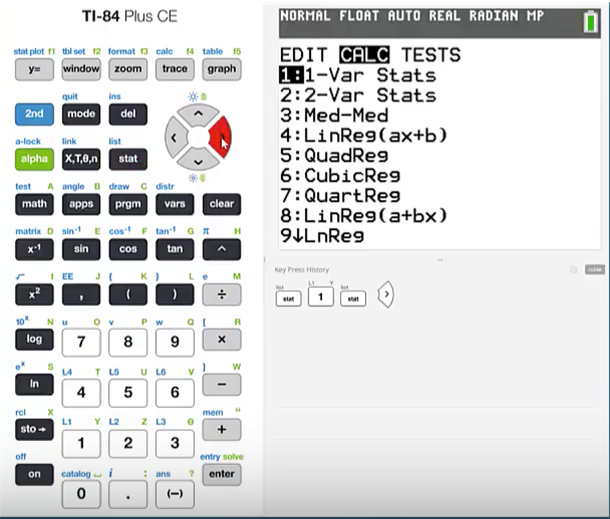 TI-84 Plus CE
stat plot f1 tbl set f2 format f3 calc f4 table f5
y= window zoom trace graph
quit ins
2nd mode del
a-lock link list
alpha X,T,θ,n stat
test A angle B draw C distr
math apps prgm vars clear
matrix D sin⁻¹ E cos⁻¹ F tan⁻¹ G π H
x⁻¹ sin cos tan ^
√ I EE J { K } L e M
x² , ( ) ÷
10ˣ N u O v P w Q [ R
log 7 8 9 ×
eˣ S L4 T L5 U L6 V ] W
ln 4 5 6 −
rcl X L1 Y L2 Z L3 θ mem "
sto→ 1 2 3 +
off catalog i : ans ? entry solve
on 0 . (−) enter
NORMAL FLOAT AUTO REAL RADIAN MP
EDIT CALC TESTS
1:1-Var Stats
2:2-Var Stats
3:Med-Med
4:LinReg(ax+b)
5:QuadReg
6:CubicReg
7:QuartReg
8:LinReg(a+bx)
9↓LnReg
Key Press History
CLEAR
list L1 Y list
stat 1 stat >